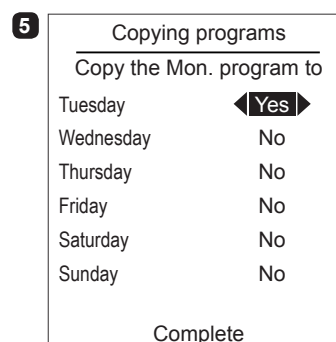 5
Copying programs
Copy the Mon. program to
Tuesday Yes
Wednesday No
Thursday No
Friday No
Saturday No
Sunday No
Complete